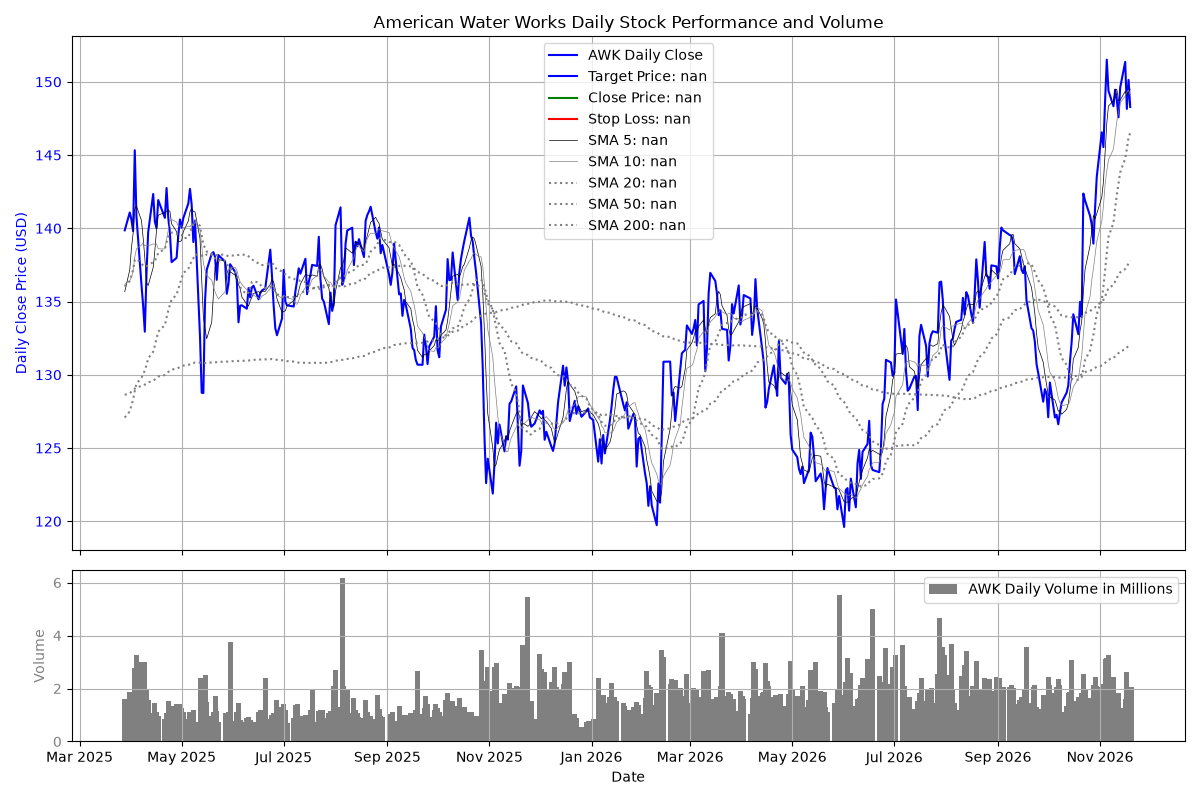 American Water Works Daily Stock Performance and Volume
AWK Daily Close
Target Price: nan
Close Price: nan
Stop Loss: nan
SMA 5: nan
SMA 10: nan
SMA 20: nan
SMA 50: nan
SMA 200: nan
Daily Close Price (USD)
150
145
140
135
130
125
120
AWK Daily Volume in Millions
Volume
6
4
2
0
Mar 2025 May 2025 Jul 2025 Sep 2025 Nov 2025 Jan 2026 Mar 2026 May 2026 Jul 2026 Sep 2026 Nov 2026
Date